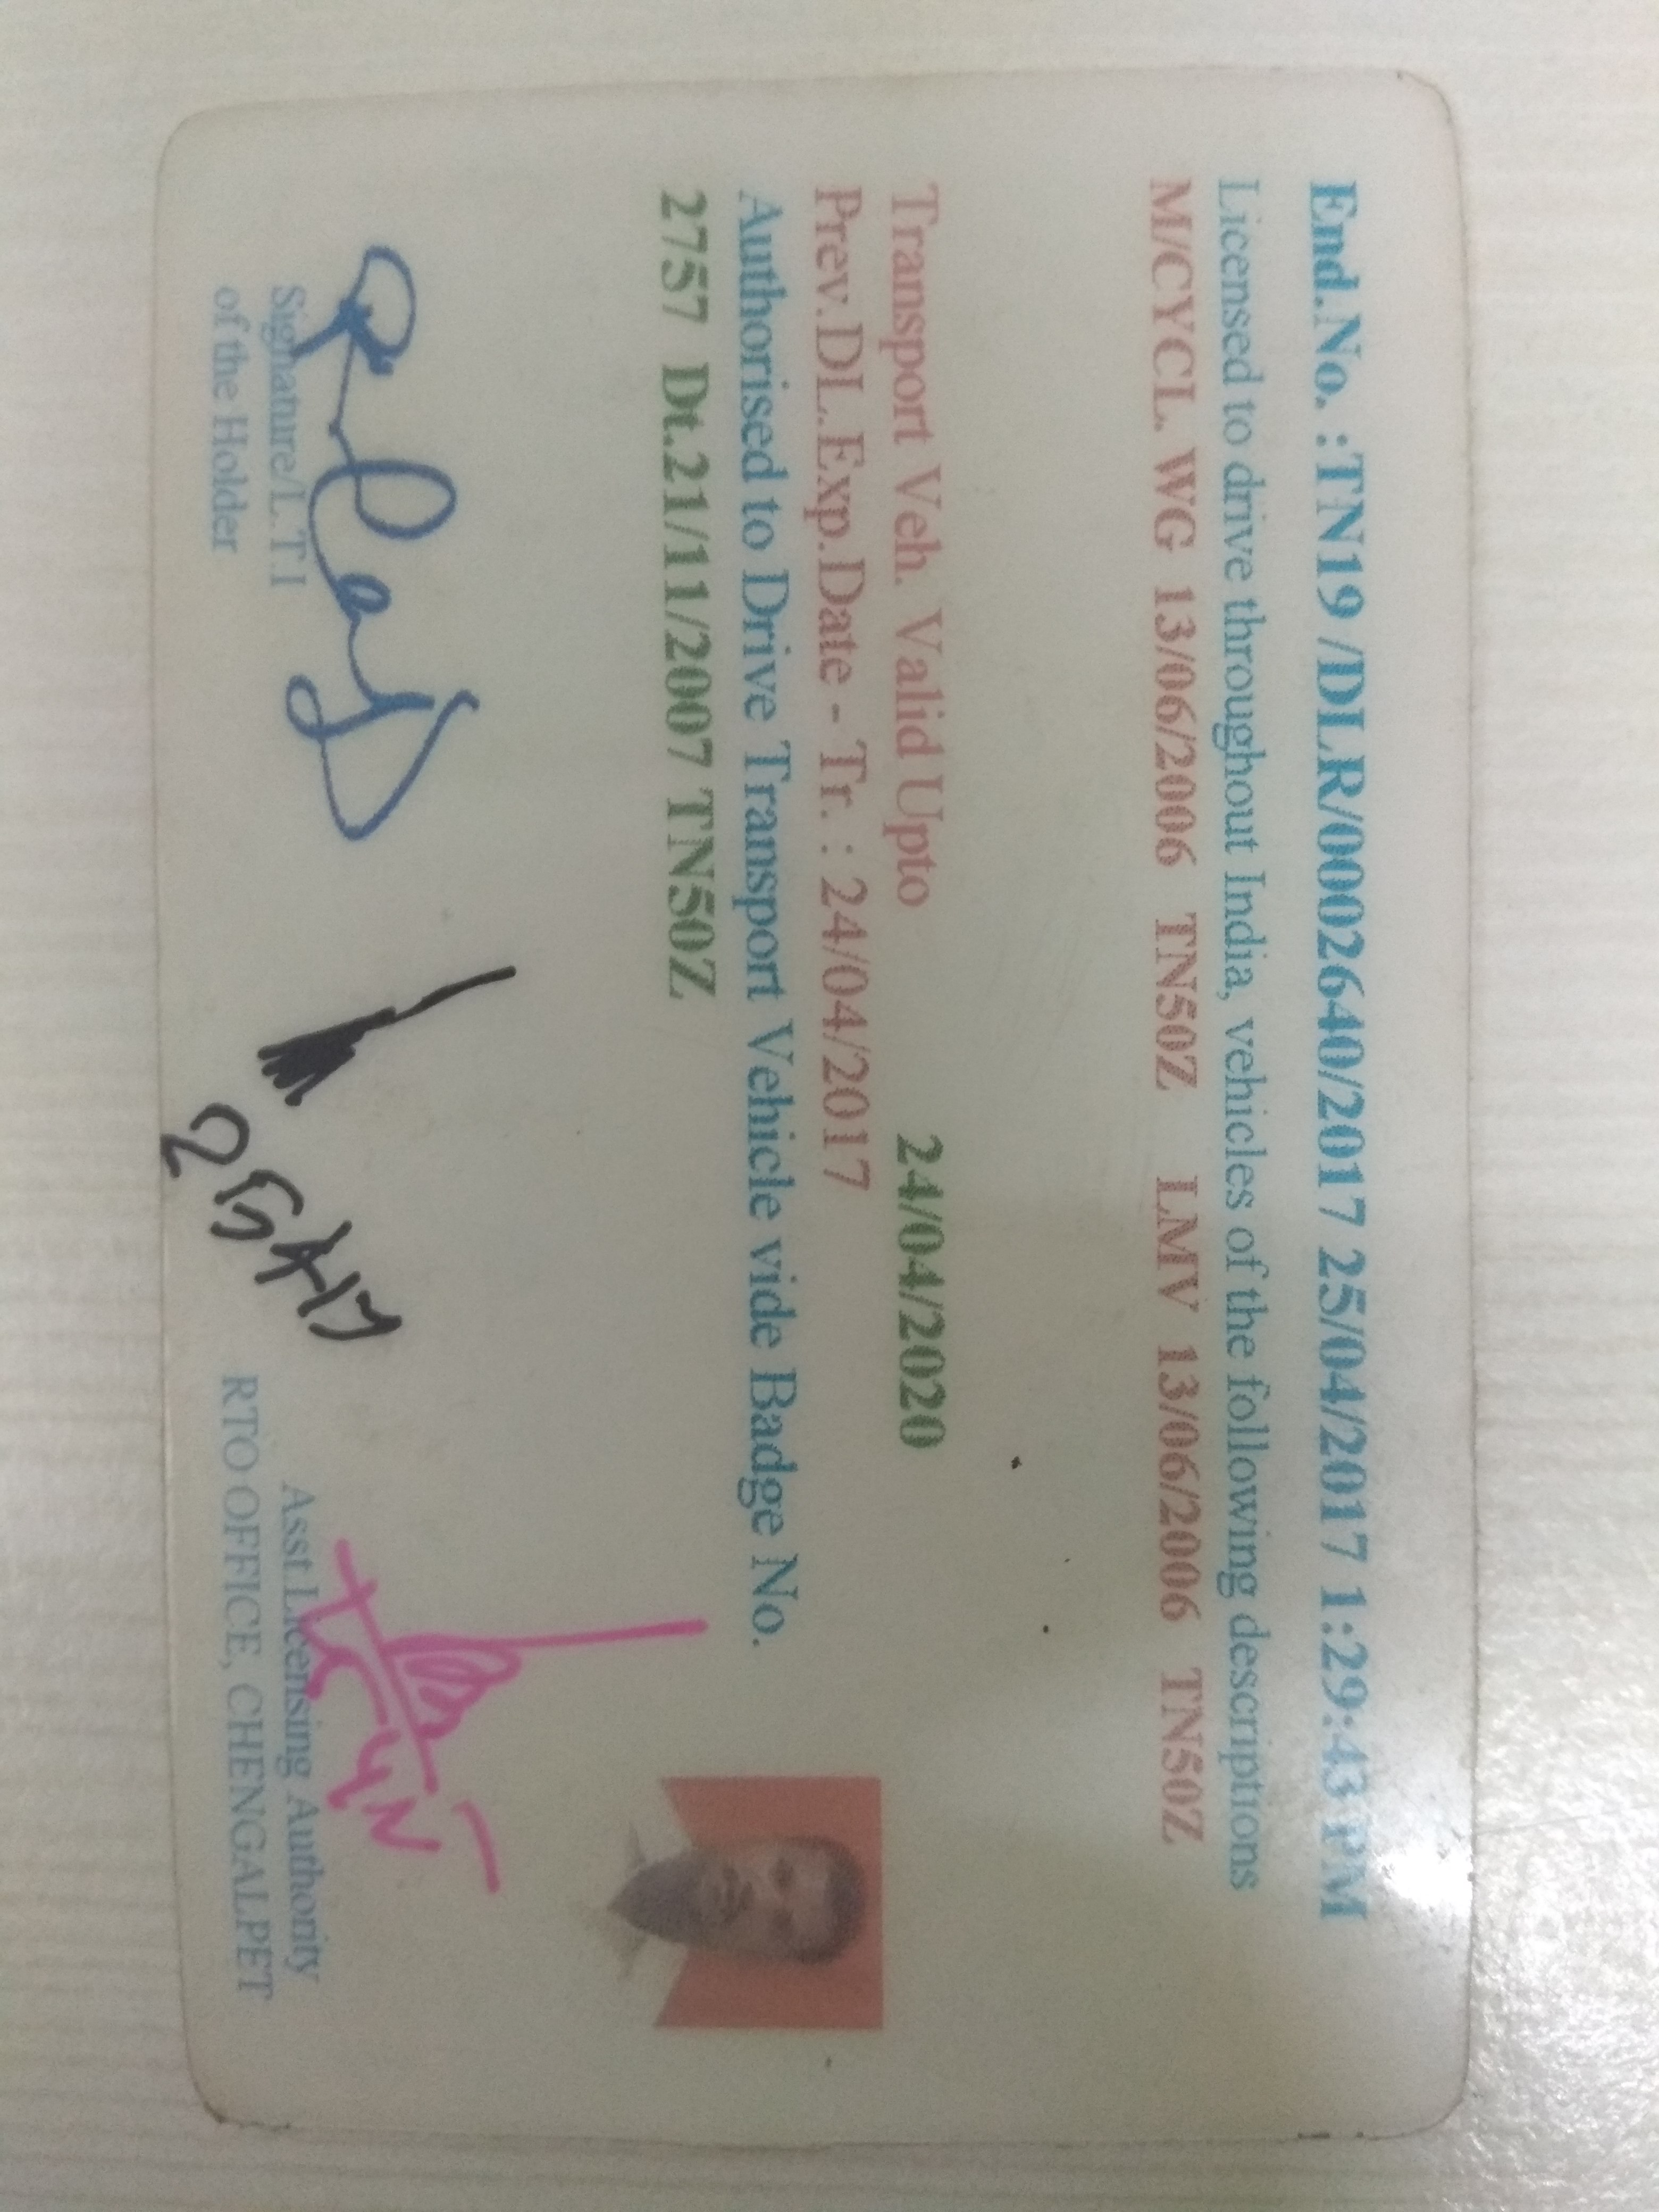 End.No. :TN19 /DLR/0002640/2017 25/04/2017 1:29:43 PM
Licensed to drive throughout India, vehicles of the following descriptions
M/CYCL. WG 13/06/2006 TN50Z LMV 13/06/2006 TN50Z
Transport Veh. Valid Upto 24/04/2020
Prev.DL.Exp.Date - Tr. : 24/04/2017
Authorised to Drive Transport Vehicle vide Badge No.
2757 Dt.21/11/2007 TN50Z
Signature/L.T.I
of the Holder
Asst.Licensing Authority
RTO OFFICE, CHENGALPET